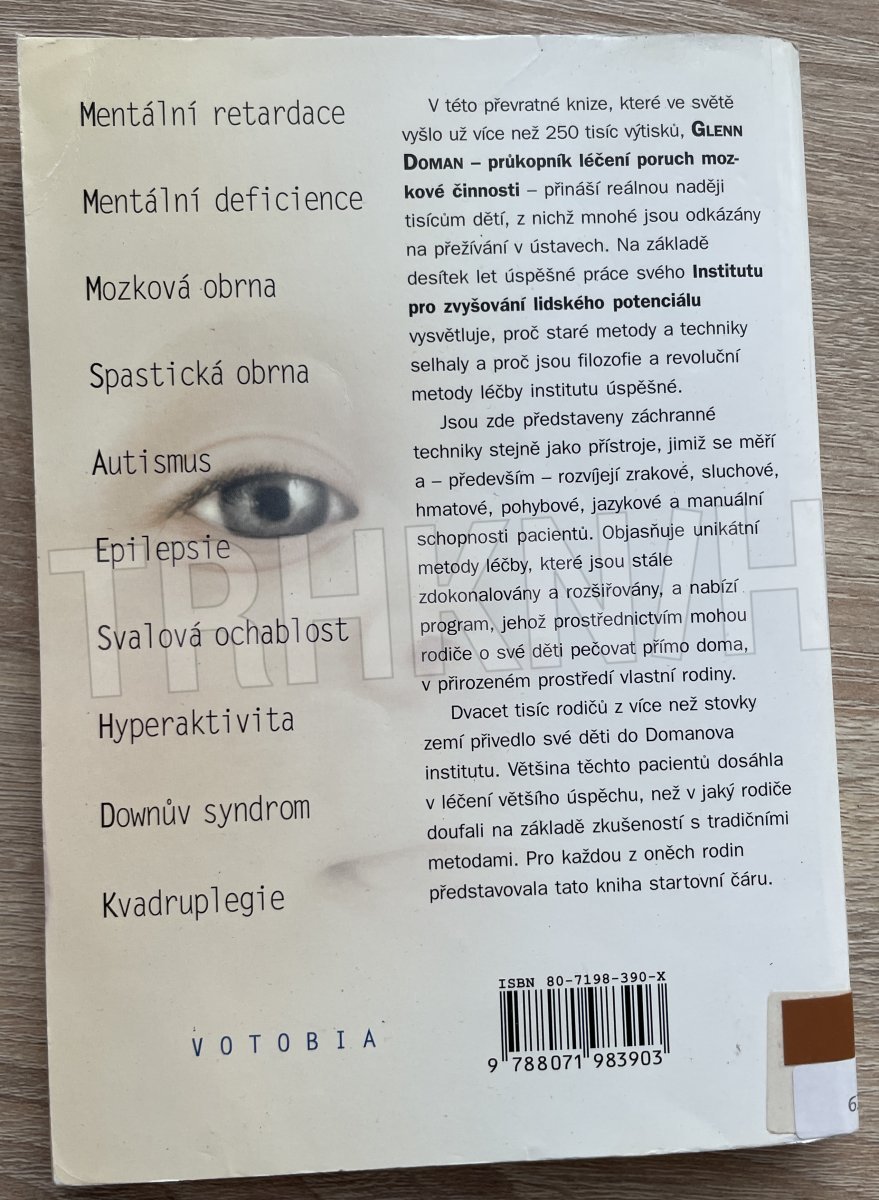 Mentální retardace
Mentální deficience
Mozková obrna
Spastická obrna
Autismus
Epilepsie
Svalová ochablost
Hyperaktivita
Downův syndrom
Kvadruplegie
V této převratné knize, které ve světě
vyšlo už více než 250 tisíc výtisků, GLENN
DOMAN – průkopník léčení poruch moz-
kové činnosti – přináší reálnou naději
tisícům dětí, z nichž mnohé jsou odkázány
na přežívání v ústavech. Na základě
desítek let úspěšné práce svého Institutu
pro zvyšování lidského potenciálu
vysvětluje, proč staré metody a techniky
selhaly a proč jsou filozofie a revoluční
metody léčby institutu úspěšné.
Jsou zde představeny záchranné
techniky stejně jako přístroje, jimiž se měří
a – především – rozvíjejí zrakové, sluchové,
hmatové, pohybové, jazykové a manuální
schopnosti pacientů. Objasňuje unikátní
metody léčby, které jsou stále
zdokonalovány a rozšiřovány, a nabízí
program, jehož prostřednictvím mohou
rodiče o své děti pečovat přímo doma,
v přirozeném prostředí vlastní rodiny.
Dvacet tisíc rodičů z více než stovky
zemí přivedlo své děti do Domanova
institutu. Většina těchto pacientů dosáhla
v léčení většího úspěchu, než v jaký rodiče
doufali na základě zkušeností s tradičními
metodami. Pro každou z oněch rodin
představovala tato kniha startovní čáru.
TRHKNIH
VOTOBIA
ISBN 80-7198-390-X
9 788071 983903